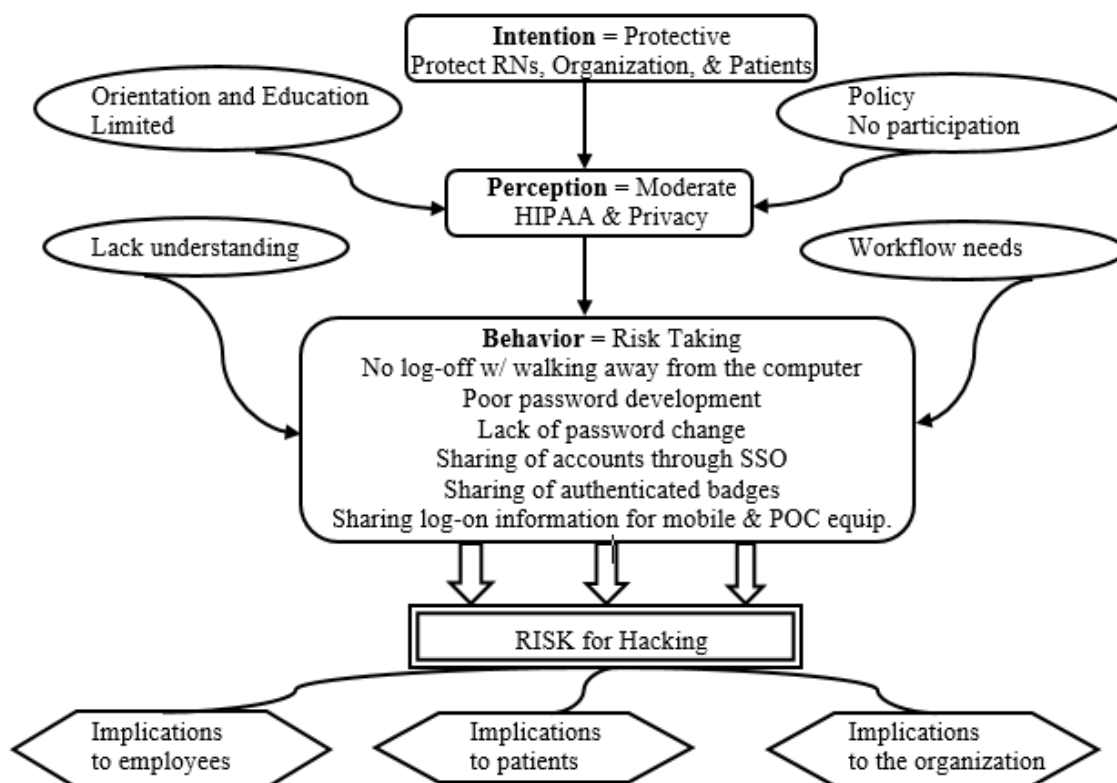 Intention = Protective
Protect RNs, Organization, & Patients
Orientation and Education
Limited
Policy
No participation
Perception = Moderate
HIPAA & Privacy
Lack understanding
Workflow needs
Behavior = Risk Taking
No log-off w/ walking away from the computer
Poor password development
Lack of password change
Sharing of accounts through SSO
Sharing of authenticated badges
Sharing log-on information for mobile & POC equip.
RISK for Hacking
Implications
to employees
Implications
to patients
Implications
to the organization